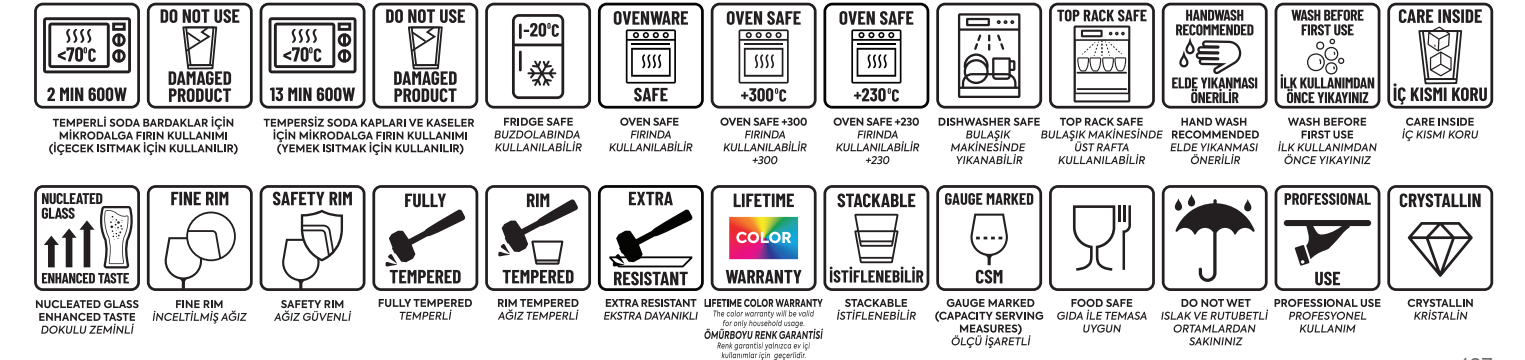 <70°C
2 MIN 600W
TEMPERLİ SODA BARDAKLAR İÇİN
MİKRODALGA FIRIN KULLANIMI
(İÇECEK ISITMAK İÇİN KULLANILIR)
DO NOT USE
DAMAGED
PRODUCT
<70°C
13 MIN 600W
TEMPERSİZ SODA KAPLARI VE KASELER
İÇİN MİKRODALGA FIRIN KULLANIMI
(YEMEK ISITMAK İÇİN KULLANILIR)
DO NOT USE
DAMAGED
PRODUCT
-20°C
FRIDGE SAFE
BUZDOLABINDA
KULLANILABİLİR
OVENWARE
SAFE
OVEN SAFE
FIRINDA
KULLANILABİLİR
OVEN SAFE
+300°C
OVEN SAFE +300
FIRINDA
KULLANILABİLİR
+300
OVEN SAFE
+230°C
OVEN SAFE +230
FIRINDA
KULLANILABİLİR
+230
DISHWASHER SAFE
BULAŞIK
MAKİNESİNDE
YIKANABİLİR
TOP RACK SAFE
TOP RACK SAFE
BULAŞIK MAKİNESİNDE
ÜST RAFTA
KULLANILABİLİR
HANDWASH
RECOMMENDED
ELDE YIKANMASI
ÖNERİLİR
HAND WASH
RECOMMENDED
ELDE YIKANMASI
ÖNERİLİR
WASH BEFORE
FIRST USE
İLK KULLANIMDAN
ÖNCE YIKAYINIZ
WASH BEFORE
FIRST USE
İLK KULLANIMDAN
ÖNCE YIKAYINIZ
CARE INSIDE
İÇ KISMI KORU
CARE INSIDE
İÇ KISMI KORU
NUCLEATED
GLASS
ENHANCED TASTE
NUCLEATED GLASS
ENHANCED TASTE
DOKULU ZEMİNLİ
FINE RIM
FINE RIM
İNCELTİLMİŞ AĞIZ
SAFETY RIM
SAFETY RIM
AĞIZ GÜVENLİ
FULLY
TEMPERED
FULLY TEMPERED
TEMPERLİ
RIM
TEMPERED
RIM TEMPERED
AĞIZ TEMPERLİ
EXTRA
RESISTANT
EXTRA RESISTANT
EKSTRA DAYANIKLI
LIFETIME
COLOR
WARRANTY
LIFETIME COLOR WARRANTY
The color warranty will be valid
for only household usage.
ÖMÜRBOYU RENK GARANTİSİ
Renk garantisi yalnızca ev içi
kullanımlar için geçerlidir.
STACKABLE
İSTİFLENEBİLİR
STACKABLE
İSTİFLENEBİLİR
GAUGE MARKED
CSM
GAUGE MARKED
(CAPACITY SERVING
MEASURES)
ÖLÇÜ İŞARETLİ
FOOD SAFE
GIDA İLE TEMASA
UYGUN
DO NOT WET
ISLAK VE RUTUBETLİ
ORTAMLARDAN
SAKININIZ
PROFESSIONAL
USE
PROFESSIONAL USE
PROFESYONEL
KULLANIM
CRYSTALLIN
CRYSTALLIN
KRİSTALİN